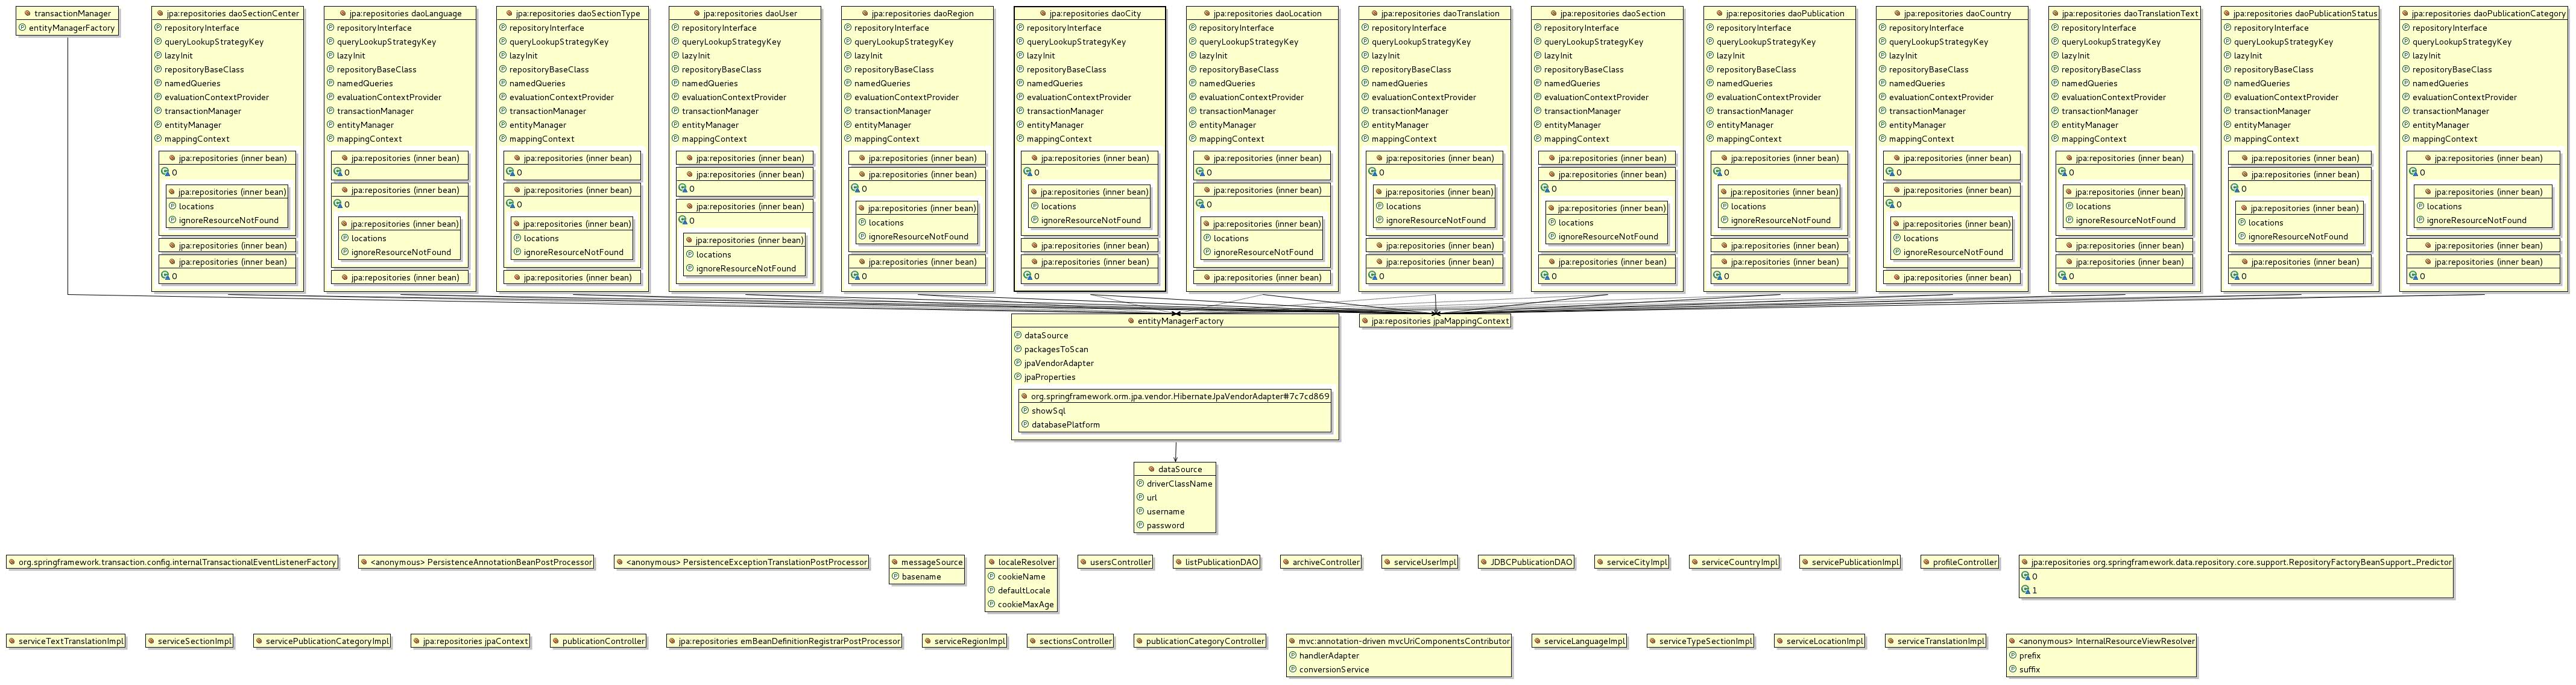 transactionManager
entityManagerFactory
jpa:repositories daoSectionCenter
repositoryInterface
queryLookupStrategyKey
lazyInit
repositoryBaseClass
namedQueries
evaluationContextProvider
transactionManager
entityManager
mappingContext
jpa:repositories (inner bean)
0
jpa:repositories (inner bean)
locations
ignoreResourceNotFound
jpa:repositories (inner bean)
jpa:repositories (inner bean)
0
jpa:repositories daoLanguage
repositoryInterface
queryLookupStrategyKey
lazyInit
repositoryBaseClass
namedQueries
evaluationContextProvider
transactionManager
entityManager
mappingContext
jpa:repositories (inner bean)
0
jpa:repositories (inner bean)
0
jpa:repositories (inner bean)
locations
ignoreResourceNotFound
jpa:repositories (inner bean)
jpa:repositories daoSectionType
repositoryInterface
queryLookupStrategyKey
lazyInit
repositoryBaseClass
namedQueries
evaluationContextProvider
transactionManager
entityManager
mappingContext
jpa:repositories (inner bean)
0
jpa:repositories (inner bean)
0
jpa:repositories (inner bean)
locations
ignoreResourceNotFound
jpa:repositories (inner bean)
jpa:repositories daoUser
repositoryInterface
queryLookupStrategyKey
lazyInit
repositoryBaseClass
namedQueries
evaluationContextProvider
transactionManager
entityManager
mappingContext
jpa:repositories (inner bean)
jpa:repositories (inner bean)
0
jpa:repositories (inner bean)
0
jpa:repositories (inner bean)
locations
ignoreResourceNotFound
jpa:repositories daoRegion
repositoryInterface
queryLookupStrategyKey
lazyInit
repositoryBaseClass
namedQueries
evaluationContextProvider
transactionManager
entityManager
mappingContext
jpa:repositories (inner bean)
jpa:repositories (inner bean)
0
jpa:repositories (inner bean)
locations
ignoreResourceNotFound
jpa:repositories (inner bean)
0
jpa:repositories daoCity
repositoryInterface
queryLookupStrategyKey
lazyInit
repositoryBaseClass
namedQueries
evaluationContextProvider
transactionManager
entityManager
mappingContext
jpa:repositories (inner bean)
0
jpa:repositories (inner bean)
locations
ignoreResourceNotFound
jpa:repositories (inner bean)
jpa:repositories (inner bean)
0
jpa:repositories daoLocation
repositoryInterface
queryLookupStrategyKey
lazyInit
repositoryBaseClass
namedQueries
evaluationContextProvider
transactionManager
entityManager
mappingContext
jpa:repositories (inner bean)
0
jpa:repositories (inner bean)
0
jpa:repositories (inner bean)
locations
ignoreResourceNotFound
jpa:repositories (inner bean)
jpa:repositories daoTranslation
repositoryInterface
queryLookupStrategyKey
lazyInit
repositoryBaseClass
namedQueries
evaluationContextProvider
transactionManager
entityManager
mappingContext
jpa:repositories (inner bean)
0
jpa:repositories (inner bean)
locations
ignoreResourceNotFound
jpa:repositories (inner bean)
jpa:repositories (inner bean)
0
jpa:repositories daoSection
repositoryInterface
queryLookupStrategyKey
lazyInit
repositoryBaseClass
namedQueries
evaluationContextProvider
transactionManager
entityManager
mappingContext
jpa:repositories (inner bean)
jpa:repositories (inner bean)
0
jpa:repositories (inner bean)
locations
ignoreResourceNotFound
jpa:repositories (inner bean)
0
jpa:repositories daoPublication
repositoryInterface
queryLookupStrategyKey
lazyInit
repositoryBaseClass
namedQueries
evaluationContextProvider
transactionManager
entityManager
mappingContext
jpa:repositories (inner bean)
0
jpa:repositories (inner bean)
locations
ignoreResourceNotFound
jpa:repositories (inner bean)
jpa:repositories (inner bean)
0
jpa:repositories daoCountry
repositoryInterface
queryLookupStrategyKey
lazyInit
repositoryBaseClass
namedQueries
evaluationContextProvider
transactionManager
entityManager
mappingContext
jpa:repositories (inner bean)
0
jpa:repositories (inner bean)
0
jpa:repositories (inner bean)
locations
ignoreResourceNotFound
jpa:repositories (inner bean)
jpa:repositories daoTranslationText
repositoryInterface
queryLookupStrategyKey
lazyInit
repositoryBaseClass
namedQueries
evaluationContextProvider
transactionManager
entityManager
mappingContext
jpa:repositories (inner bean)
0
jpa:repositories (inner bean)
locations
ignoreResourceNotFound
jpa:repositories (inner bean)
jpa:repositories (inner bean)
0
jpa:repositories daoPublicationStatus
repositoryInterface
queryLookupStrategyKey
lazyInit
repositoryBaseClass
namedQueries
evaluationContextProvider
transactionManager
entityManager
mappingContext
jpa:repositories (inner bean)
jpa:repositories (inner bean)
0
jpa:repositories (inner bean)
locations
ignoreResourceNotFound
jpa:repositories (inner bean)
0
jpa:repositories daoPublicationCategory
repositoryInterface
queryLookupStrategyKey
lazyInit
repositoryBaseClass
namedQueries
evaluationContextProvider
transactionManager
entityManager
mappingContext
jpa:repositories (inner bean)
0
jpa:repositories (inner bean)
locations
ignoreResourceNotFound
jpa:repositories (inner bean)
jpa:repositories (inner bean)
0
entityManagerFactory
dataSource
packagesToScan
jpaVendorAdapter
jpaProperties
org.springframework.orm.jpa.vendor.HibernateJpaVendorAdapter#7c7cd869
showSql
databasePlatform
jpa:repositories jpaMappingContext
dataSource
driverClassName
url
username
password
org.springframework.transaction.config.internalTransactionalEventListenerFactory
<anonymous> PersistenceAnnotationBeanPostProcessor
<anonymous> PersistenceExceptionTranslationPostProcessor
messageSource
basename
localeResolver
cookieName
defaultLocale
cookieMaxAge
usersController
listPublicationDAO
archiveController
serviceUserImpl
JDBCPublicationDAO
serviceCityImpl
serviceCountryImpl
servicePublicationImpl
profileController
jpa:repositories org.springframework.data.repository.core.support.RepositoryFactoryBeanSupport_Predictor
0
1
serviceTextTranslationImpl
serviceSectionImpl
servicePublicationCategoryImpl
jpa:repositories jpaContext
publicationController
jpa:repositories emBeanDefinitionRegistrarPostProcessor
serviceRegionImpl
sectionsController
publicationCategoryController
mvc:annotation-driven mvcUriComponentsContributor
handlerAdapter
conversionService
serviceLanguageImpl
serviceTypeSectionImpl
serviceLocationImpl
serviceTranslationImpl
<anonymous> InternalResourceViewResolver
prefix
suffix